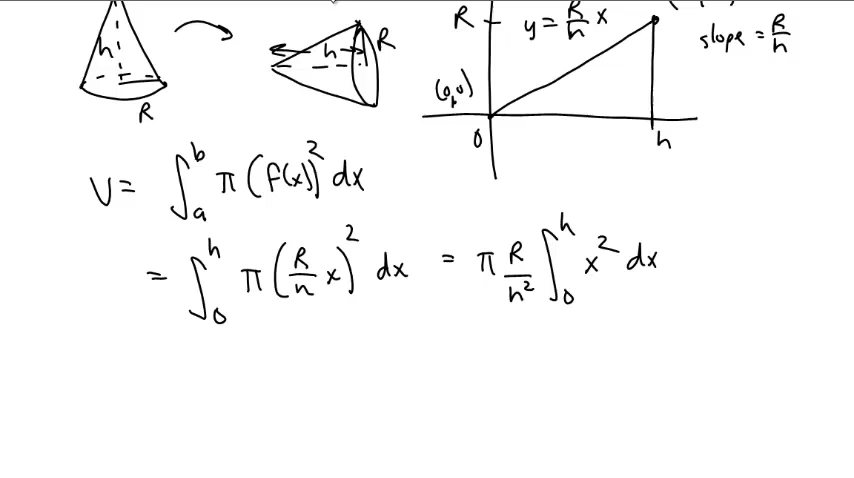 h
R
h
R
R
y = R/h x
slope = R/h
(0,0)
0
h
V = ∫_a^b π (f(x))^2 dx
= ∫_0^h π (R/h x)^2 dx = π R/h^2 ∫_0^h x^2 dx